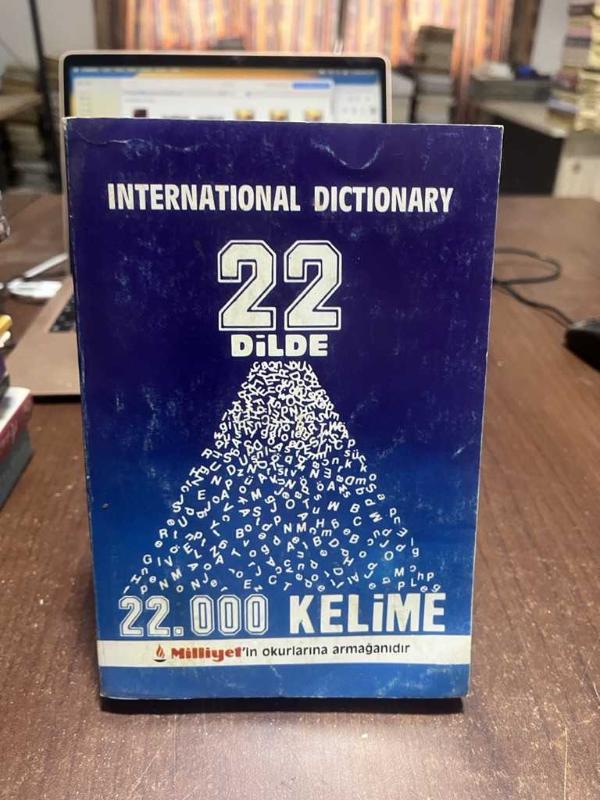 INTERNATIONAL DICTIONARY
22
DİLDE
22.000 KELİME
Milliyet'in okurlarına armağanıdır